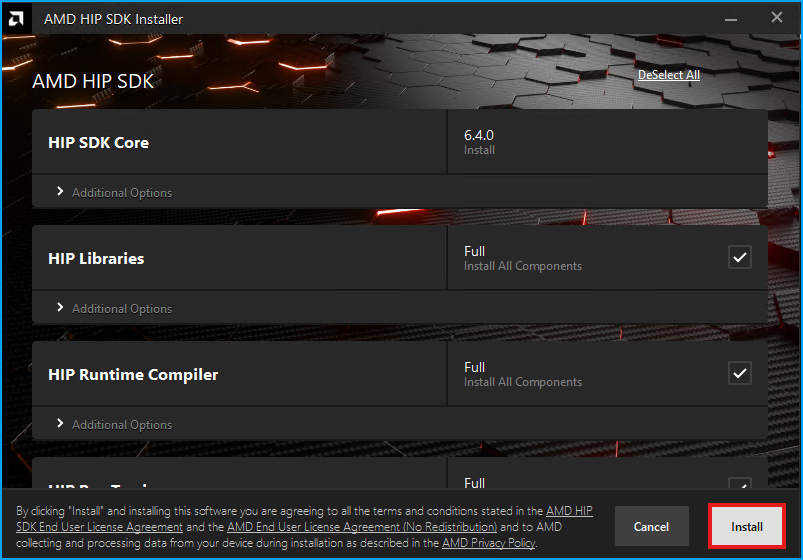 AMD HIP SDK Installer
AMD HIP SDK
DeSelect All
HIP SDK Core
6.4.0
Install
Additional Options
HIP Libraries
Full
Install All Components
Additional Options
HIP Runtime Compiler
Full
Install All Components
Additional Options
Full
By clicking "Install" and installing this software you are agreeing to all the terms and conditions stated in the AMD HIP
SDK End User License Agreement and the AMD End User License Agreement (No Redistribution) and to AMD
collecting and processing data from your device during installation as described in the AMD Privacy Policy.
Cancel
Install